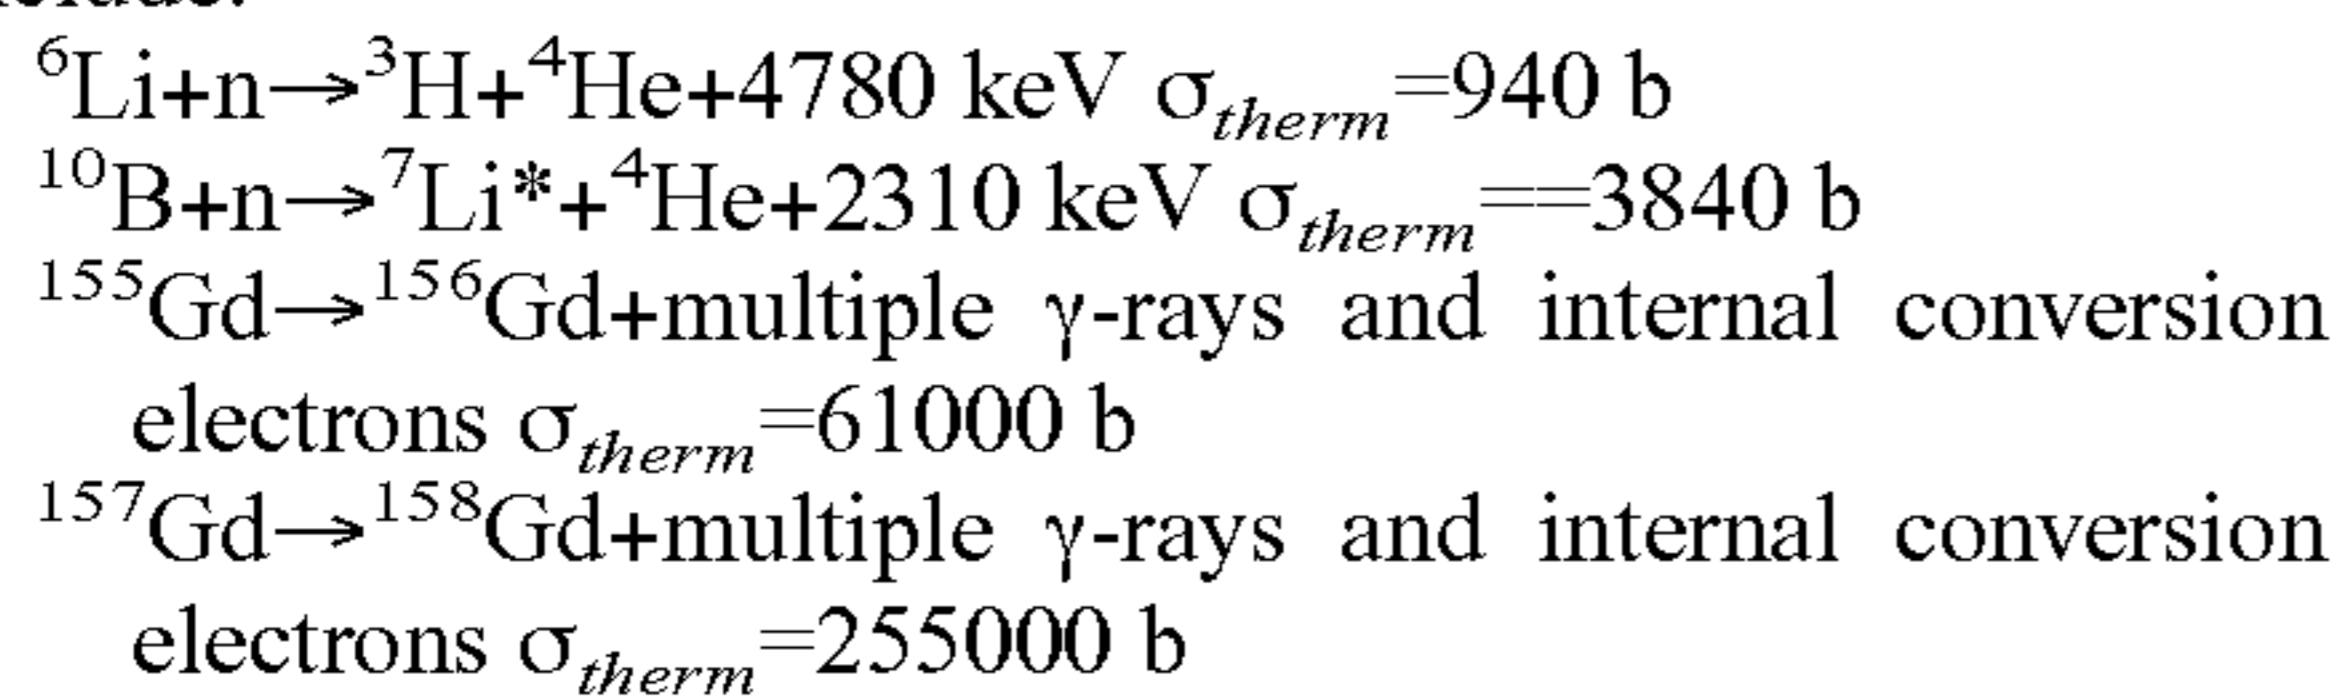 ⁶Li+n→³H+⁴He+4780 keV σ_therm=940 b
¹⁰B+n→⁷Li*+⁴He+2310 keV σ_therm==3840 b
¹⁵⁵Gd→¹⁵⁶Gd+multiple γ-rays and internal conversion
electrons σ_therm=61000 b
¹⁵⁷Gd→¹⁵⁸Gd+multiple γ-rays and internal conversion
electrons σ_therm=255000 b